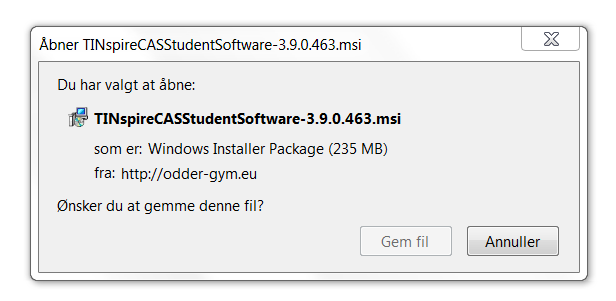 Åbner TINspireCASStudentSoftware-3.9.0.463.msi
Du har valgt at åbne:
TINspireCASStudentSoftware-3.9.0.463.msi
som er: Windows Installer Package (235 MB)
fra: http://odder-gym.eu
Ønsker du at gemme denne fil?
Gem fil Annuller